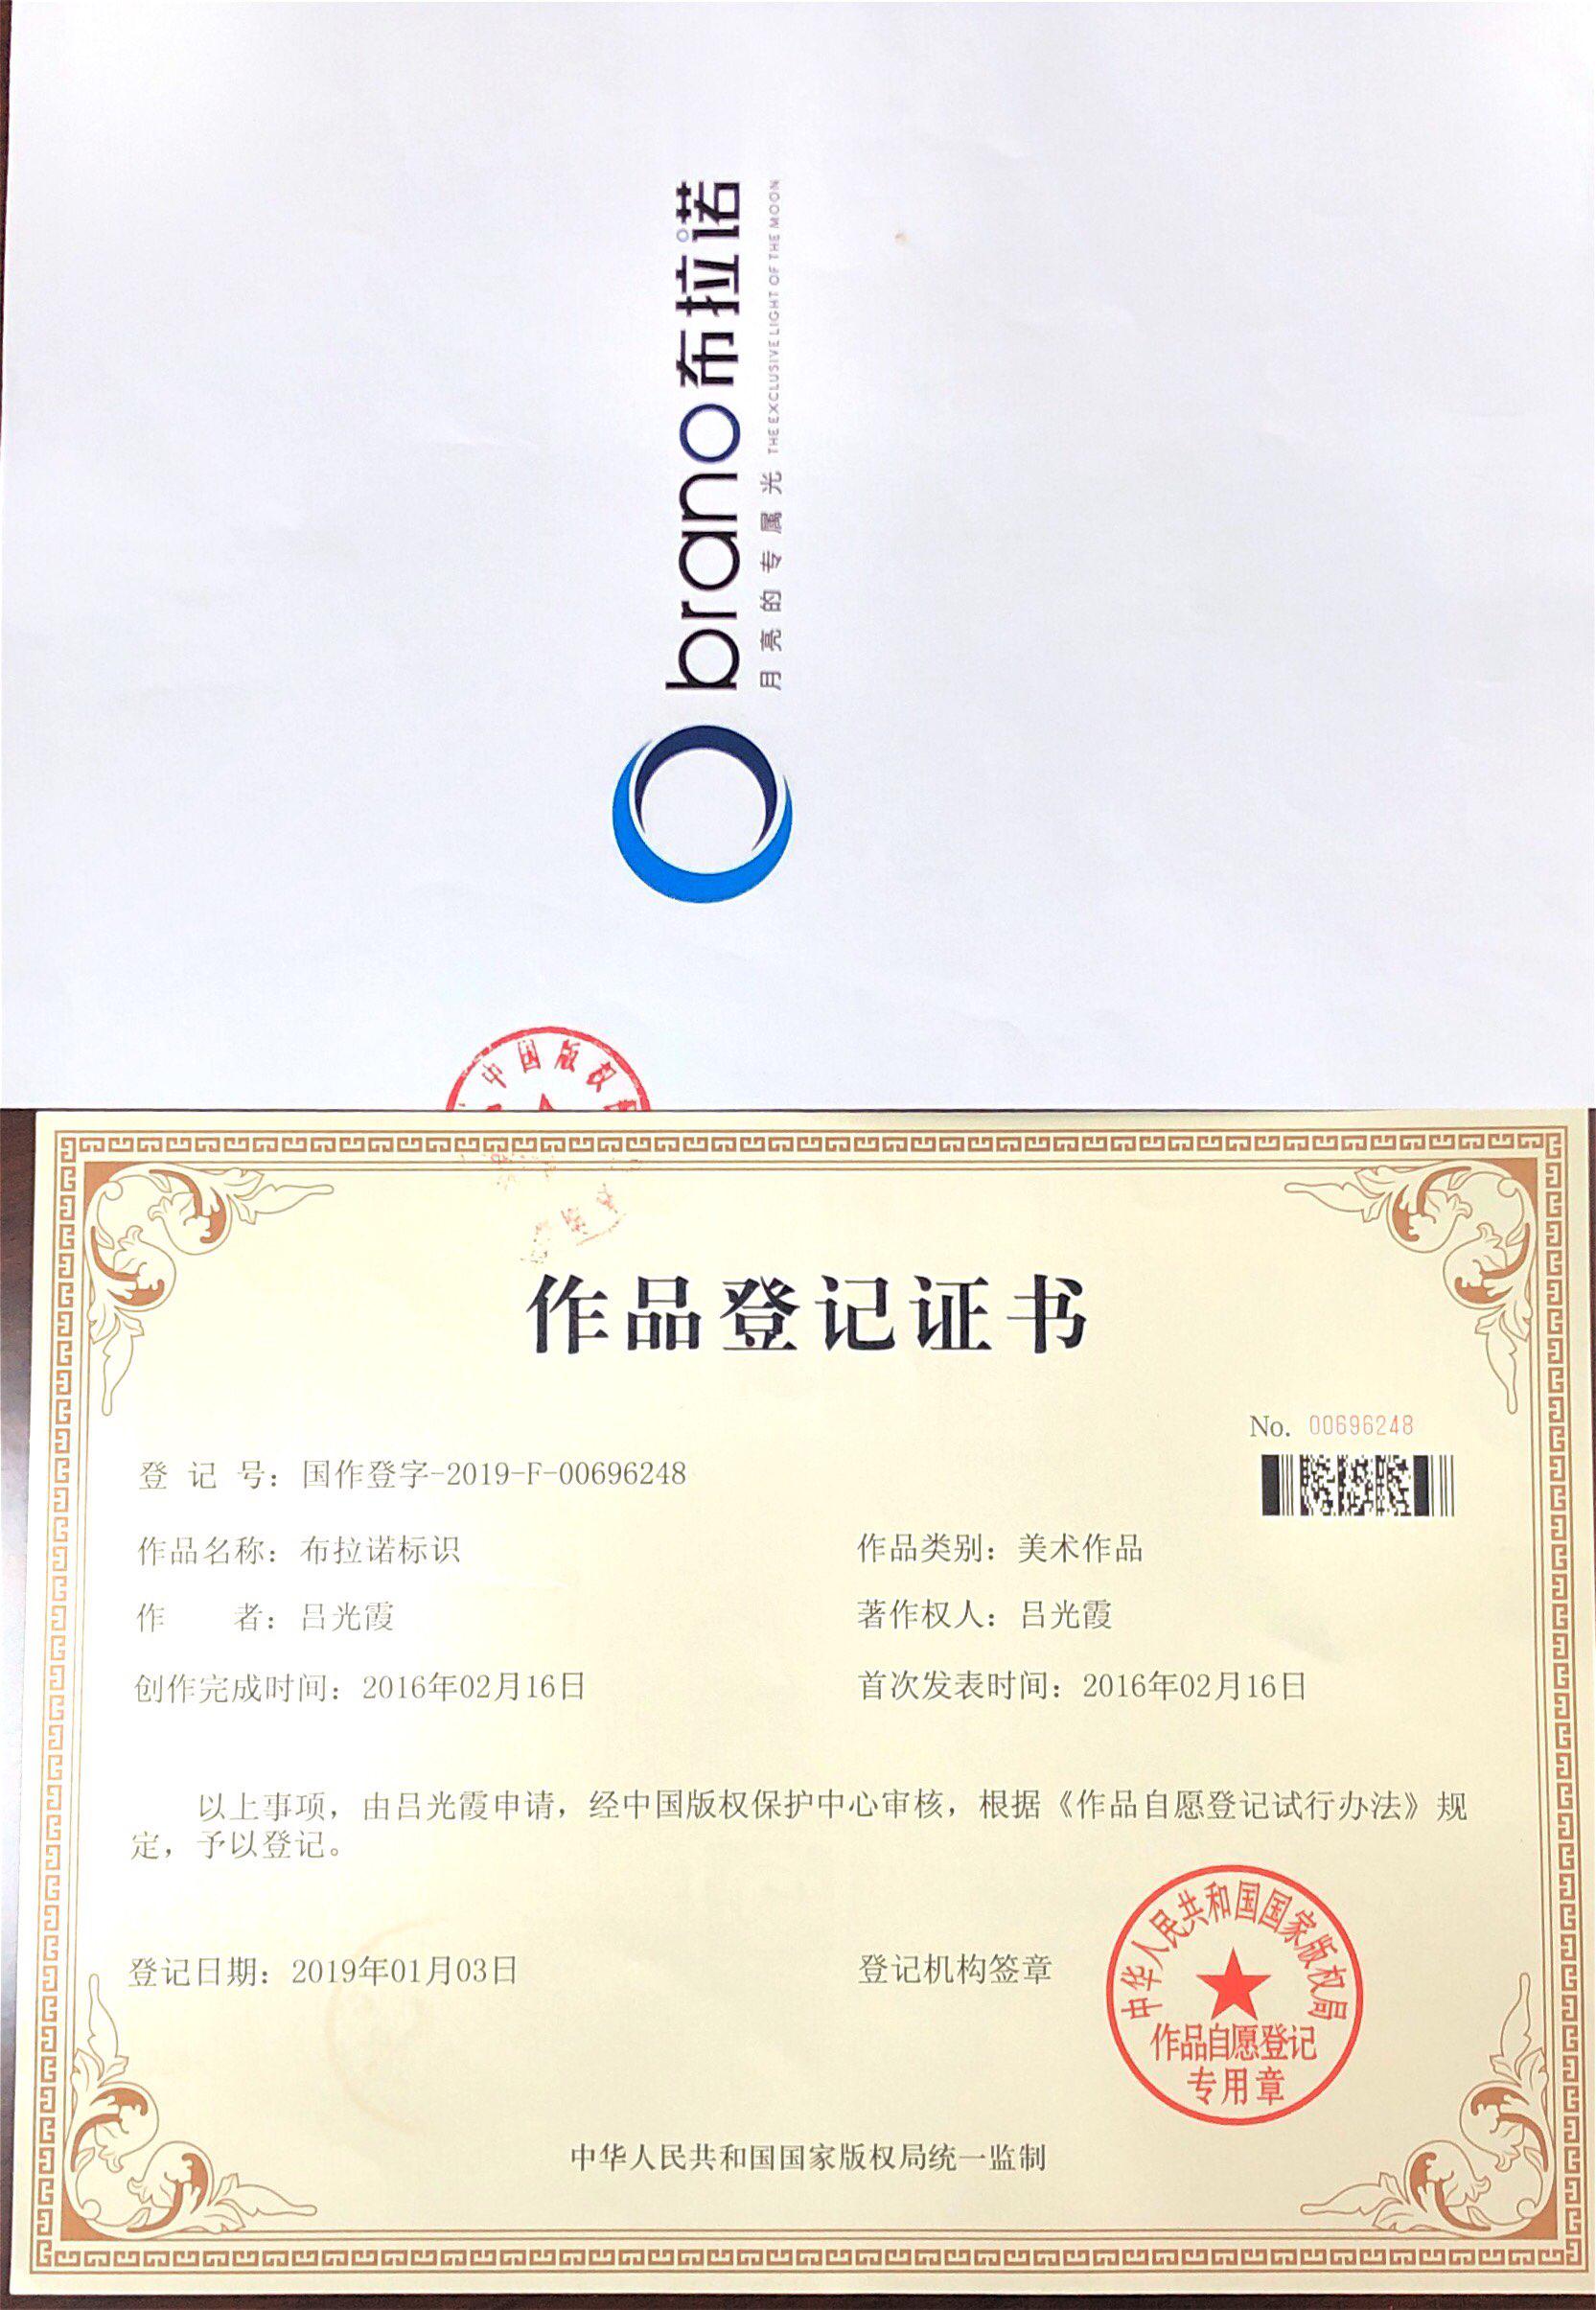 brano布拉诺
月亮的专属光 THE EXCLUSIVE LIGHT OF THE MOON
中国版权
作品登记证书
No. 00696248
登 记 号：国作登字-2019-F-00696248
作品名称：布拉诺标识
作品类别：美术作品
作 者：吕光霞
著作权人：吕光霞
创作完成时间：2016年02月16日
首次发表时间：2016年02月16日
以上事项，由吕光霞申请，经中国版权保护中心审核，根据《作品自愿登记试行办法》规
定，予以登记。
登记日期：2019年01月03日
登记机构签章
中华人民共和国国家版权局
作品自愿登记
专用章
中华人民共和国国家版权局统一监制